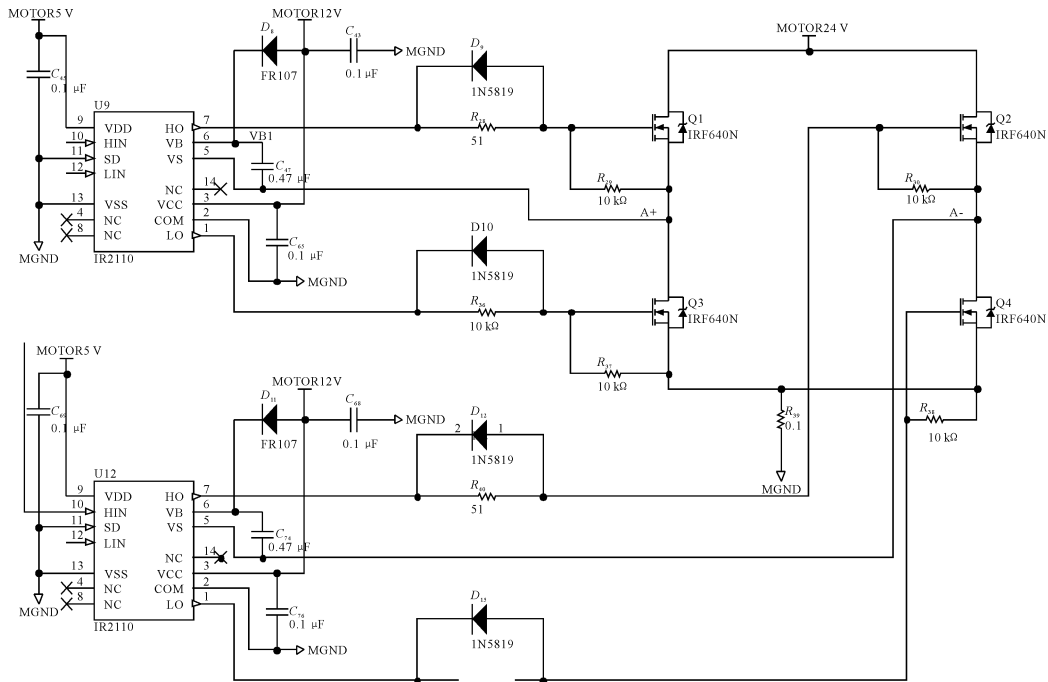 MOTOR5 V
MOTOR12V
MOTOR24 V
D₈
FR107
C₄₃
0.1 μF
MGND
D₉
1N5819
C₄₅
0.1 μF
U9
9 VDD HO 7
10 HIN VB 6
11 SD VS 5
12 LIN
NC 14
13 VSS VCC 3
4 NC COM 2
8 NC LO 1
IR2110
MGND
VB1
C₄₇
0.47 μF
C₆₅
0.1 μF
MGND
R₂₈
51
Q1
IRF640N
Q2
IRF640N
R₂₉
10 kΩ
R₃₀
10 kΩ
A+
A-
D10
1N5819
R₃₆
10 kΩ
Q3
IRF640N
Q4
IRF640N
R₃₇
10 kΩ
R₃₈
10 kΩ
R₃₉
0.1
MGND
MOTOR5 V
MOTOR12V
D₁₁
FR107
C₆₈
0.1 μF
MGND
D₁₂
2 1
1N5819
C₆₉
0.1 μF
U12
9 VDD HO 7
10 HIN VB 6
11 SD VS 5
12 LIN
NC 14
13 VSS VCC 3
4 NC COM 2
8 NC LO 1
IR2110
MGND
C₇₄
0.47 μF
R₄₀
51
C₇₆
0.1 μF
MGND
D₁₅
1N5819